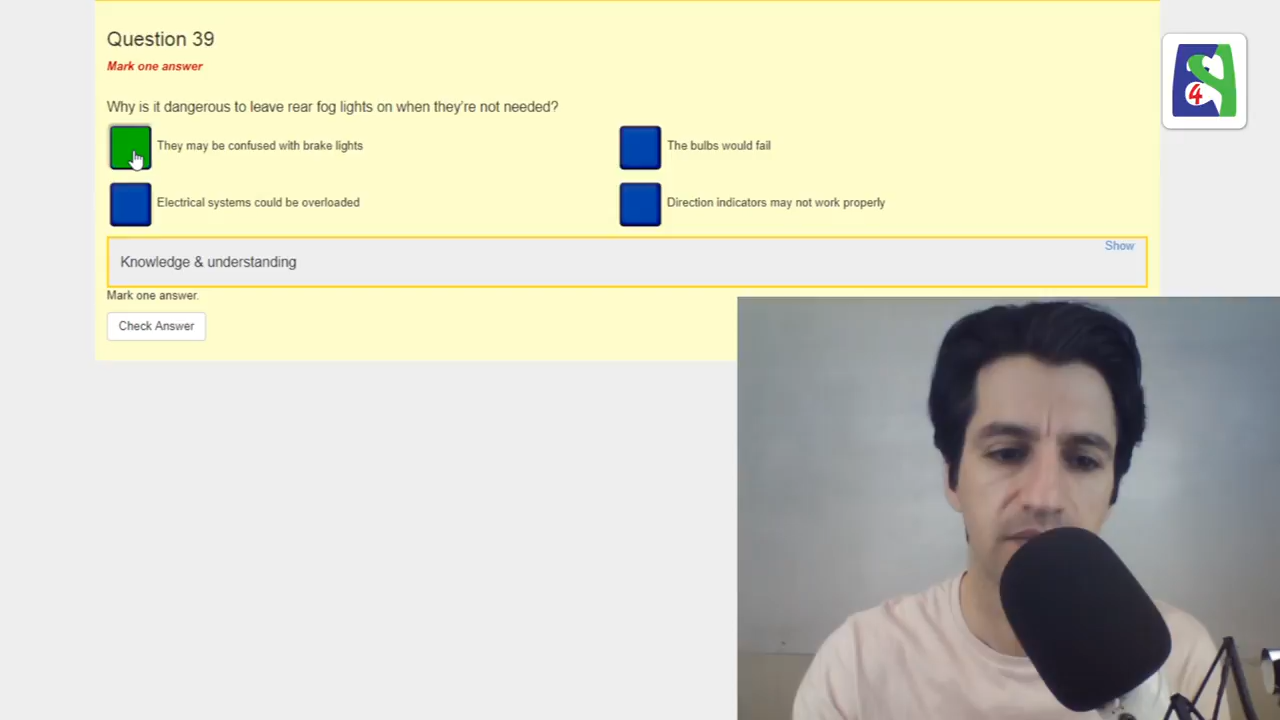 Question 39
Mark one answer
Why is it dangerous to leave rear fog lights on when they're not needed?
They may be confused with brake lights
The bulbs would fail
Electrical systems could be overloaded
Direction indicators may not work properly
Show
Knowledge & understanding
Mark one answer.
Check Answer
4